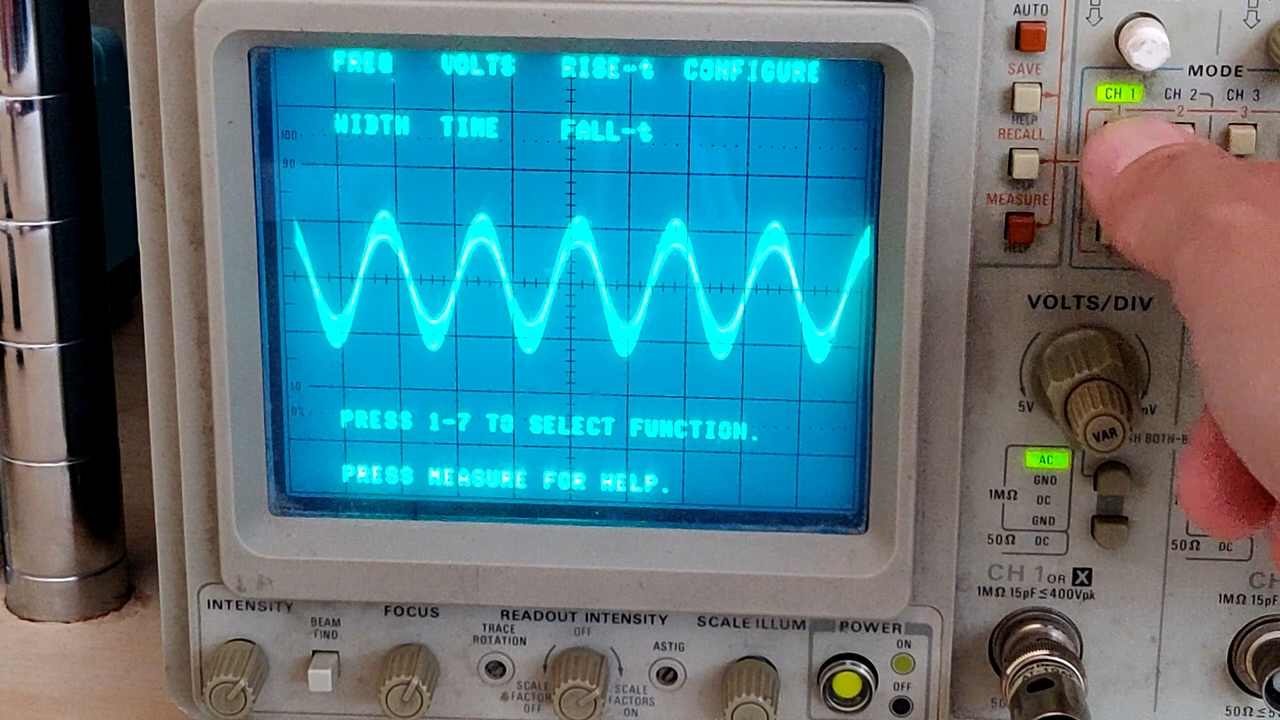 FREQ VOLTS RISE-t CONFIGURE
WIDTH TIME FALL-t
100
90
10
0%
PRESS 1-7 TO SELECT FUNCTION.
PRESS MEASURE FOR HELP.
AUTO
SAVE
HELP
RECALL
MEASURE
HELP
MODE
CH 1 CH 2 CH 3
1 2 3
VOLTS/DIV
5V
VAR
AC
GND
1MΩ DC
GND
50Ω DC
50Ω DC
CH 1 OR X
1MΩ 15pF ≤400Vpk
1MΩ 15pF
INTENSITY
BEAM
FIND
FOCUS
READOUT INTENSITY
TRACE
ROTATION
OFF
ASTIG
SCALE
FACTORS
OFF
SCALE
FACTORS
ON
SCALE ILLUM
POWER
ON
OFF